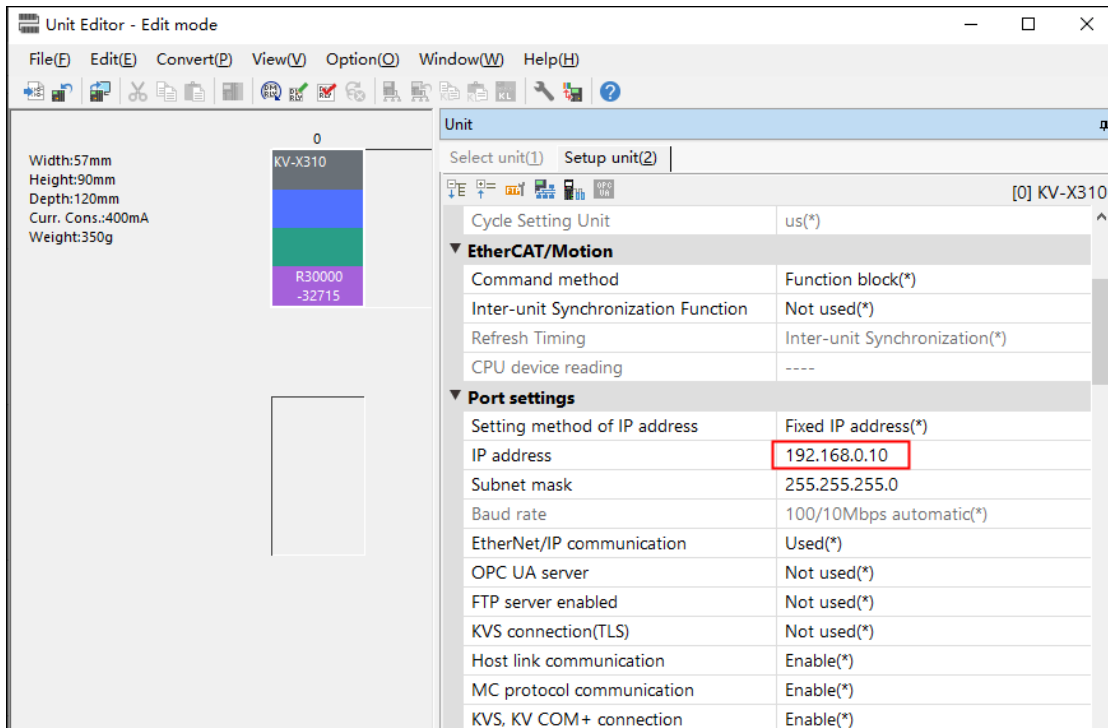 Unit Editor - Edit mode
File(F) Edit(E) Convert(P) View(V) Option(O) Window(W) Help(H)
Width:57mm
Height:90mm
Depth:120mm
Curr. Cons.:400mA
Weight:350g
0
KV-X310
R30000
-32715
Unit
Select unit(1) Setup unit(2)
[0] KV-X310
Cycle Setting Unit us(*)
EtherCAT/Motion
Command method Function block(*)
Inter-unit Synchronization Function Not used(*)
Refresh Timing Inter-unit Synchronization(*)
CPU device reading ----
Port settings
Setting method of IP address Fixed IP address(*)
IP address 192.168.0.10
Subnet mask 255.255.255.0
Baud rate 100/10Mbps automatic(*)
EtherNet/IP communication Used(*)
OPC UA server Not used(*)
FTP server enabled Not used(*)
KVS connection(TLS) Not used(*)
Host link communication Enable(*)
MC protocol communication Enable(*)
KVS, KV COM+ connection Enable(*)